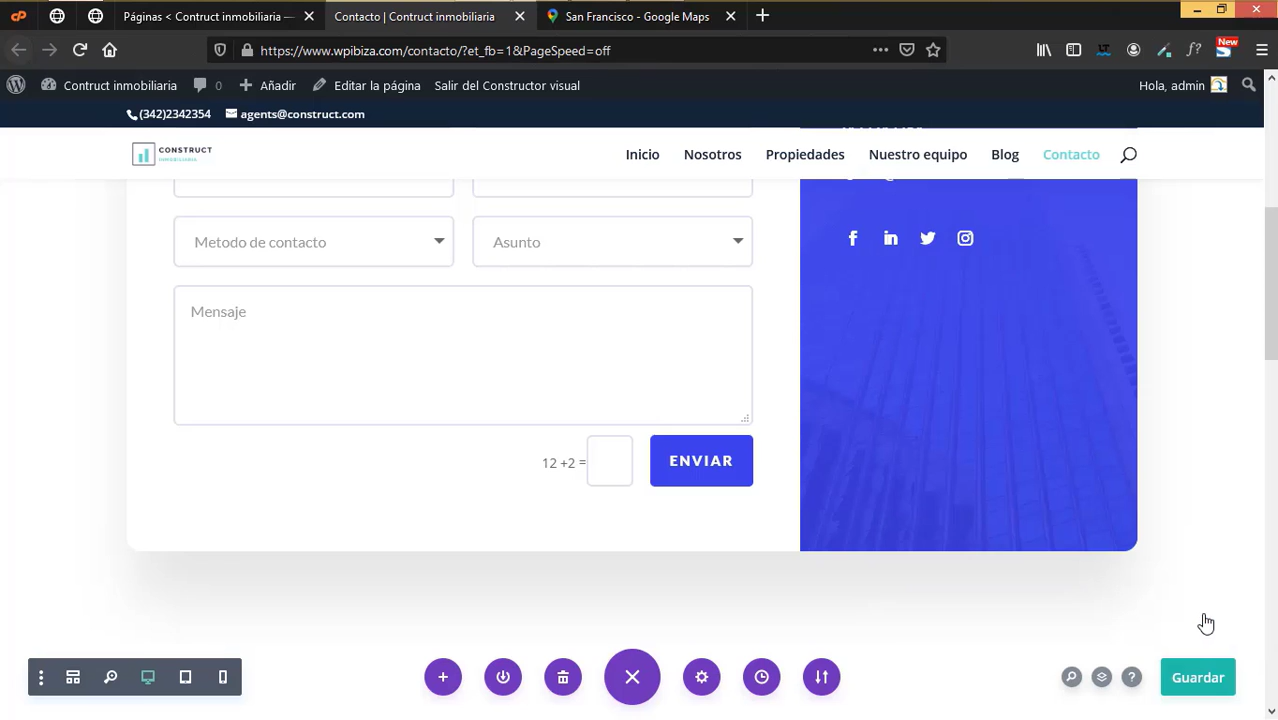 Páginas < Contruct inmobiliaria —
Contacto | Contruct inmobiliaria
San Francisco - Google Maps
https://www.wpibiza.com/contacto/?et_fb=1&PageSpeed=off
New
Contruct inmobiliaria
0
Añadir
Editar la página
Salir del Constructor visual
Hola, admin
(342)2342354
agents@construct.com
CONSTRUCT
INMOBILIARIA
Inicio
Nosotros
Propiedades
Nuestro equipo
Blog
Contacto
Metodo de contacto
Asunto
Mensaje
12 +2 =
ENVIAR
Guardar